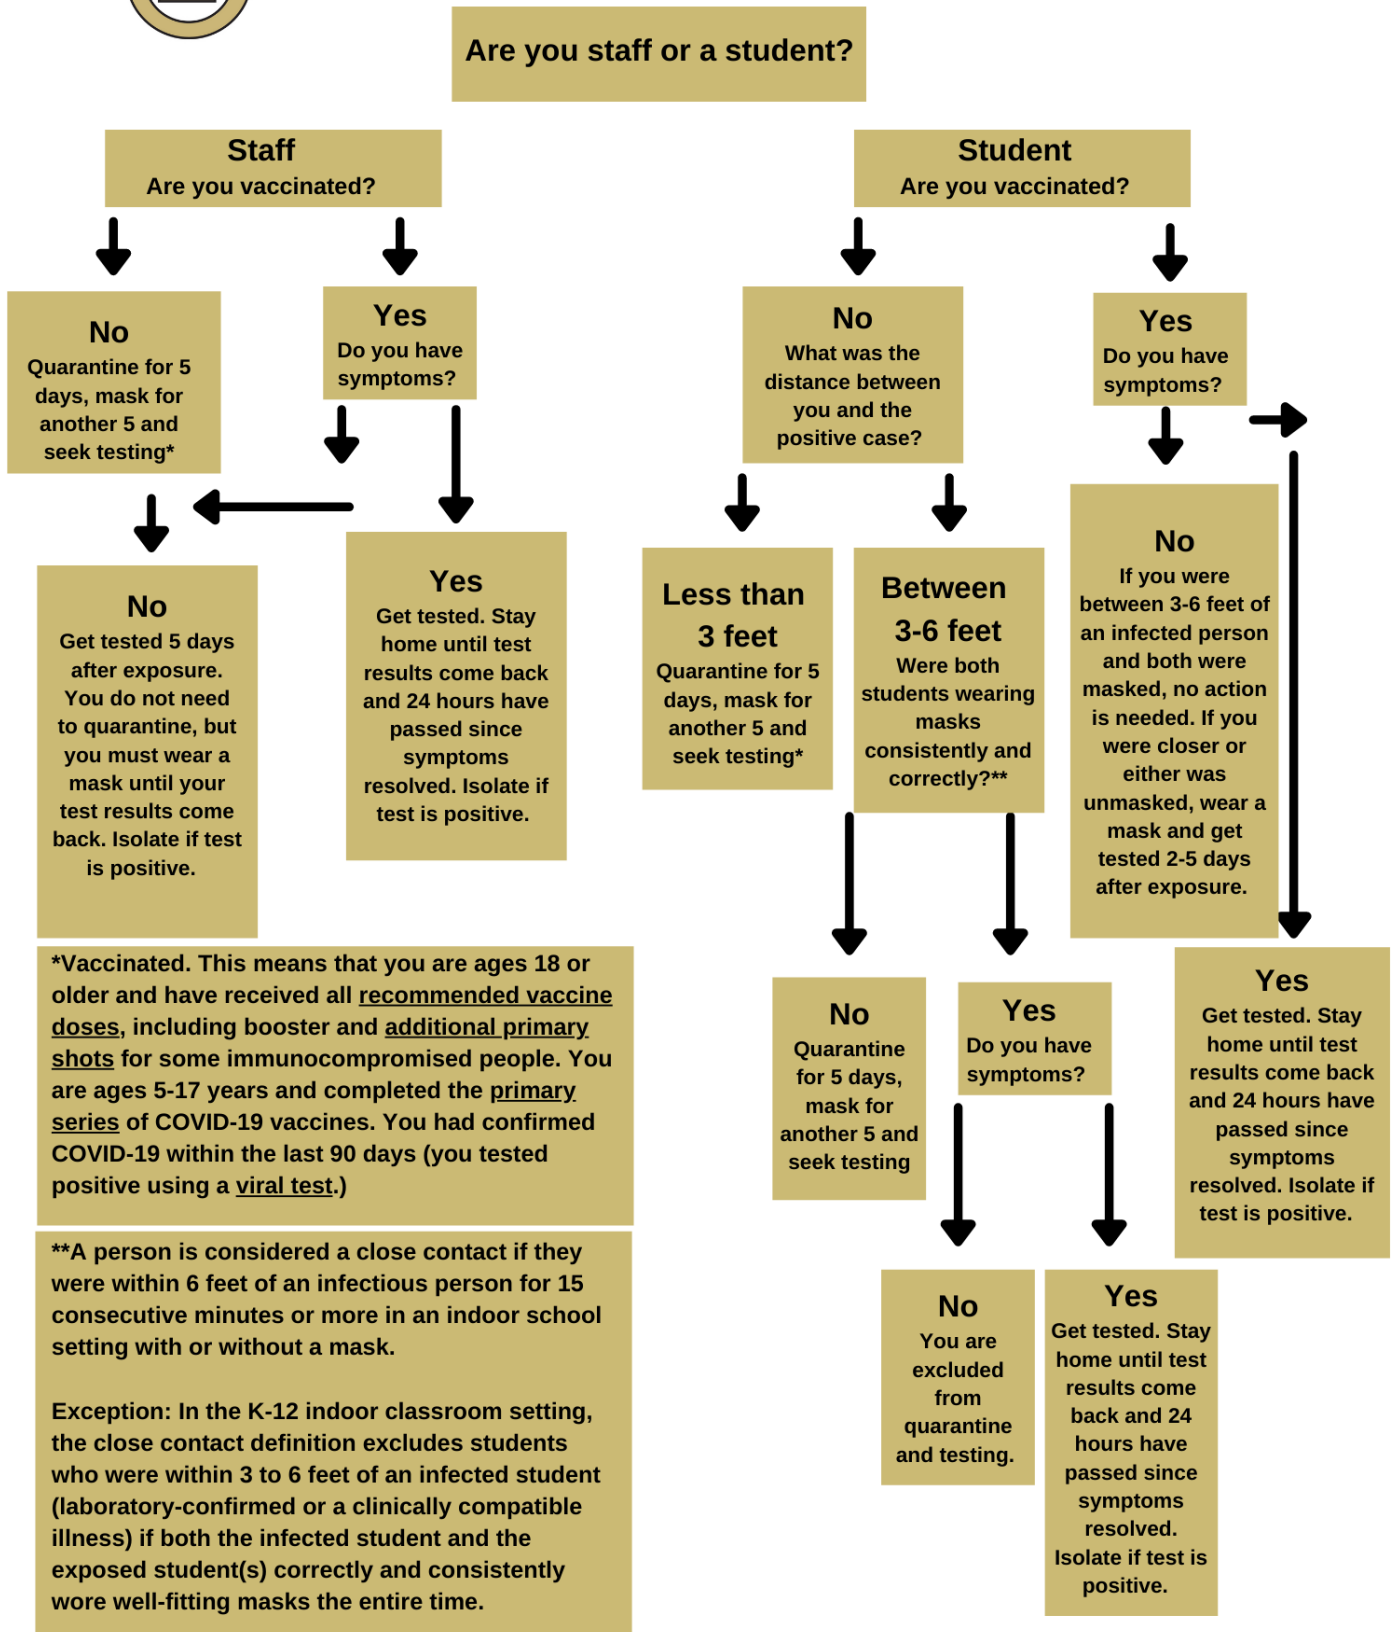 Are you staff or a student?
Staff
Are you vaccinated?
No
Quarantine for 5
days, mask for
another 5 and
seek testing*
Yes
Do you have
symptoms?
No
Get tested 5 days
after exposure.
You do not need
to quarantine, but
you must wear a
mask until your
test results come
back. Isolate if test
is positive.
Yes
Get tested. Stay
home until test
results come back
and 24 hours have
passed since
symptoms
resolved. Isolate if
test is positive.
Student
Are you vaccinated?
No
What was the
distance between
you and the
positive case?
Less than
3 feet
Quarantine for 5
days, mask for
another 5 and
seek testing*
Between
3-6 feet
Were both
students wearing
masks
consistently and
correctly?**
No
Quarantine
for 5 days,
mask for
another 5 and
seek testing
Yes
Do you have
symptoms?
No
You are
excluded
from
quarantine
and testing.
Yes
Get tested. Stay
home until test
results come
back and 24
hours have
passed since
symptoms
resolved.
Isolate if test is
positive.
Yes
Do you have
symptoms?
No
If you were
between 3-6 feet of
an infected person
and both were
masked, no action
is needed. If you
were closer or
either was
unmasked, wear a
mask and get
tested 2-5 days
after exposure.
Yes
Get tested. Stay
home until test
results come back
and 24 hours have
passed since
symptoms
resolved. Isolate if
test is positive.
*Vaccinated. This means that you are ages 18 or
older and have received all recommended vaccine
doses, including booster and additional primary
shots for some immunocompromised people. You
are ages 5-17 years and completed the primary
series of COVID-19 vaccines. You had confirmed
COVID-19 within the last 90 days (you tested
positive using a viral test.)
**A person is considered a close contact if they
were within 6 feet of an infectious person for 15
consecutive minutes or more in an indoor school
setting with or without a mask.
Exception: In the K-12 indoor classroom setting,
the close contact definition excludes students
who were within 3 to 6 feet of an infected student
(laboratory-confirmed or a clinically compatible
illness) if both the infected student and the
exposed student(s) correctly and consistently
wore well-fitting masks the entire time.